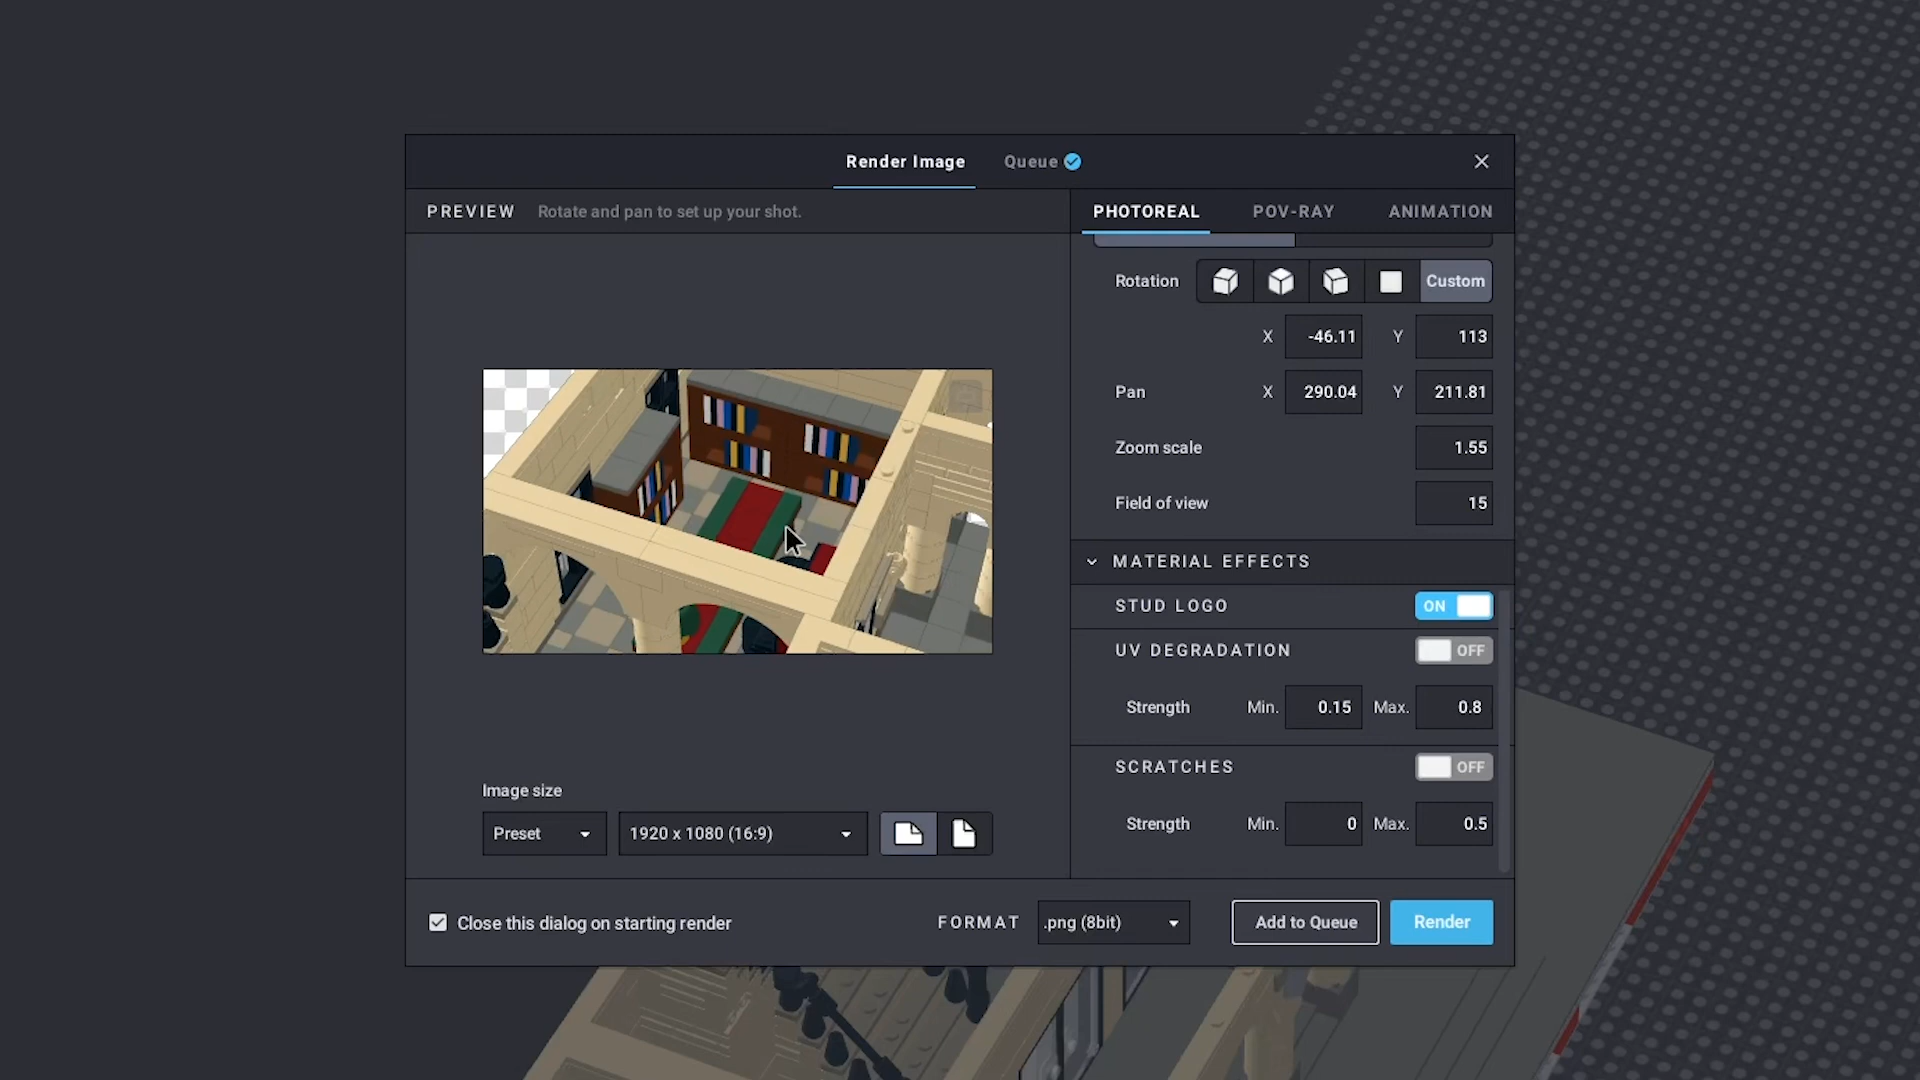 Render Image
Queue
PREVIEW
Rotate and pan to set up your shot.
PHOTOREAL
POV-RAY
ANIMATION
Rotation
Custom
X -46.11 Y 113
Pan X 290.04 Y 211.81
Zoom scale 1.55
Field of view 15
MATERIAL EFFECTS
STUD LOGO ON
UV DEGRADATION OFF
Strength Min. 0.15 Max. 0.8
SCRATCHES OFF
Strength Min. 0 Max. 0.5
Image size
Preset
1920 x 1080 (16:9)
Close this dialog on starting render
FORMAT .png (8bit)
Add to Queue
Render